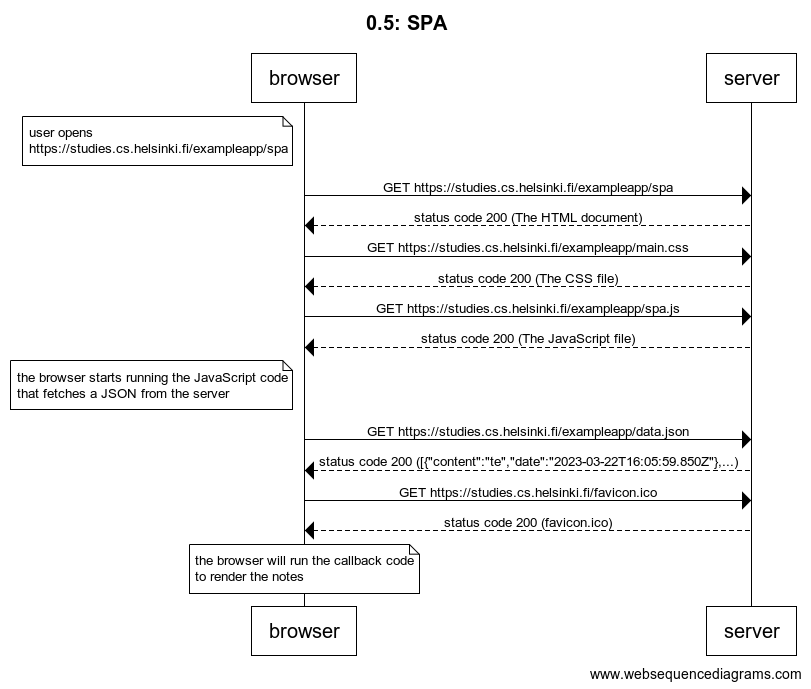 0.5: SPA
browser
server
user opens
https://studies.cs.helsinki.fi/exampleapp/spa
GET https://studies.cs.helsinki.fi/exampleapp/spa
status code 200 (The HTML document)
GET https://studies.cs.helsinki.fi/exampleapp/main.css
status code 200 (The CSS file)
GET https://studies.cs.helsinki.fi/exampleapp/spa.js
status code 200 (The JavaScript file)
the browser starts running the JavaScript code
that fetches a JSON from the server
GET https://studies.cs.helsinki.fi/exampleapp/data.json
status code 200 ([{"content":"te","date":"2023-03-22T16:05:59.850Z"},...)
GET https://studies.cs.helsinki.fi/favicon.ico
status code 200 (favicon.ico)
the browser will run the callback code
to render the notes
browser
server
www.websequencediagrams.com